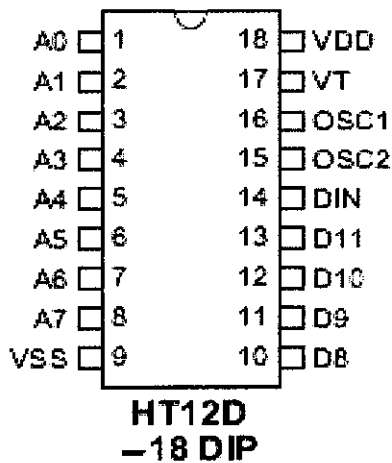 A0 1 18 VDD
A1 2 17 VT
A2 3 16 OSC1
A3 4 15 OSC2
A4 5 14 DIN
A5 6 13 D11
A6 7 12 D10
A7 8 11 D9
VSS 9 10 D8
HT12D
–18 DIP